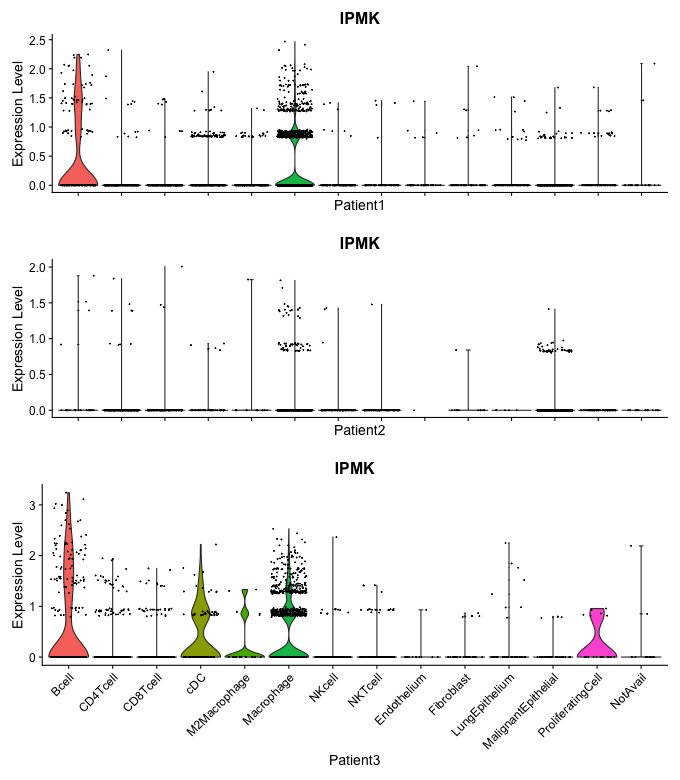 IPMK
Expression Level
2.5
2.0
1.5
1.0
0.5
0.0
Patient1
IPMK
Expression Level
2.0
1.5
1.0
0.5
0.0
Patient2
IPMK
Expression Level
3
2
1
0
Bcell
CD4Tcell
CD8Tcell
cDC
M2Macrophage
Macrophage
NKcell
NKTcell
Endothelium
Fibroblast
LungEpithelium
MalignantEpithelial
ProliferatingCell
NotAvail
Patient3